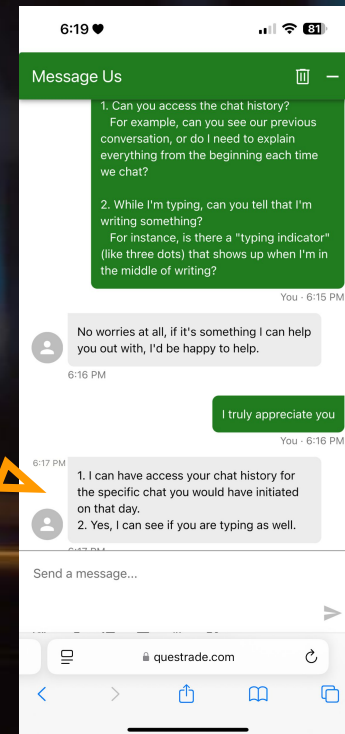 6:19
81
Message Us
1. Can you access the chat history?
For example, can you see our previous
conversation, or do I need to explain
everything from the beginning each time
we chat?
2. While I'm typing, can you tell that I'm
writing something?
For instance, is there a "typing indicator"
(like three dots) that shows up when I'm in
the middle of writing?
You · 6:15 PM
No worries at all, if it's something I can help
you out with, I'd be happy to help.
6:16 PM
I truly appreciate you
You · 6:16 PM
6:17 PM
1. I can have access your chat history for
the specific chat you would have initiated
on that day.
2. Yes, I can see if you are typing as well.
6:17 PM
Send a message...
questrade.com